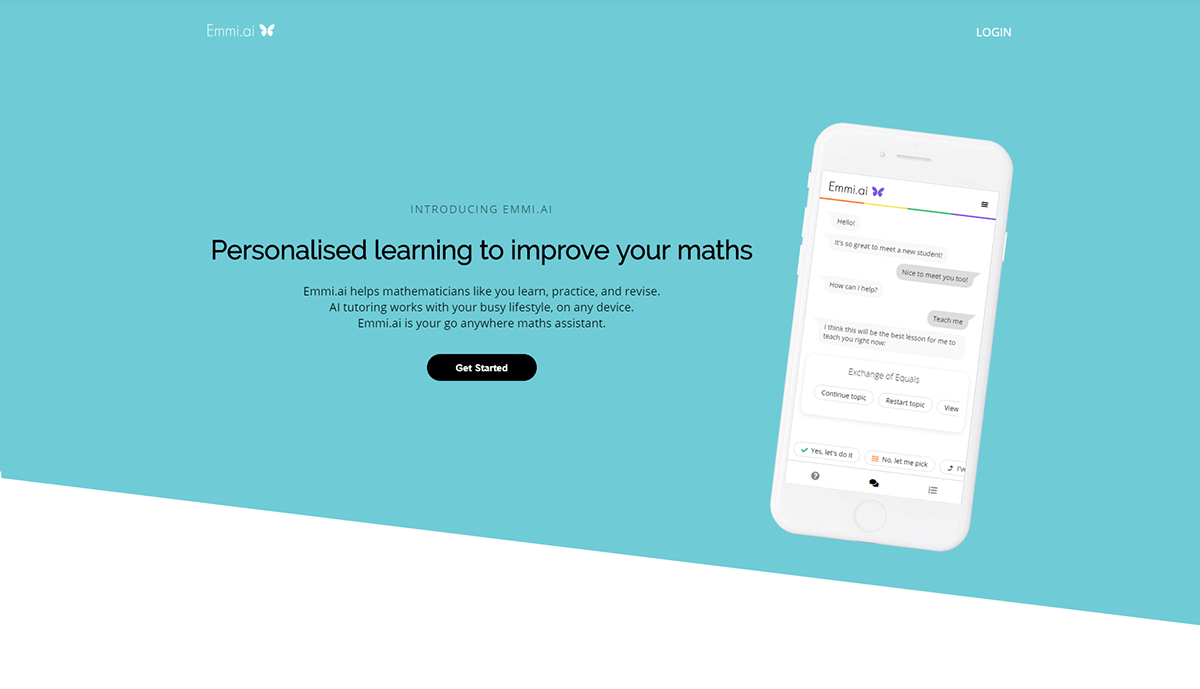 Emmi.ai
LOGIN
INTRODUCING EMMI.AI
Personalised learning to improve your maths
Emmi.ai helps mathematicians like you learn, practice, and revise.
AI tutoring works with your busy lifestyle, on any device.
Emmi.ai is your go anywhere maths assistant.
Get Started
Emmi.ai
Hello!
It's so great to meet a new student!
Nice to meet you too!
How can I help?
Teach me
I think this will be the best lesson for me to
teach you right now:
Exchange of Equals
Continue topic
Restart topic
View
Yes, let's do it
No, let me pick
I've